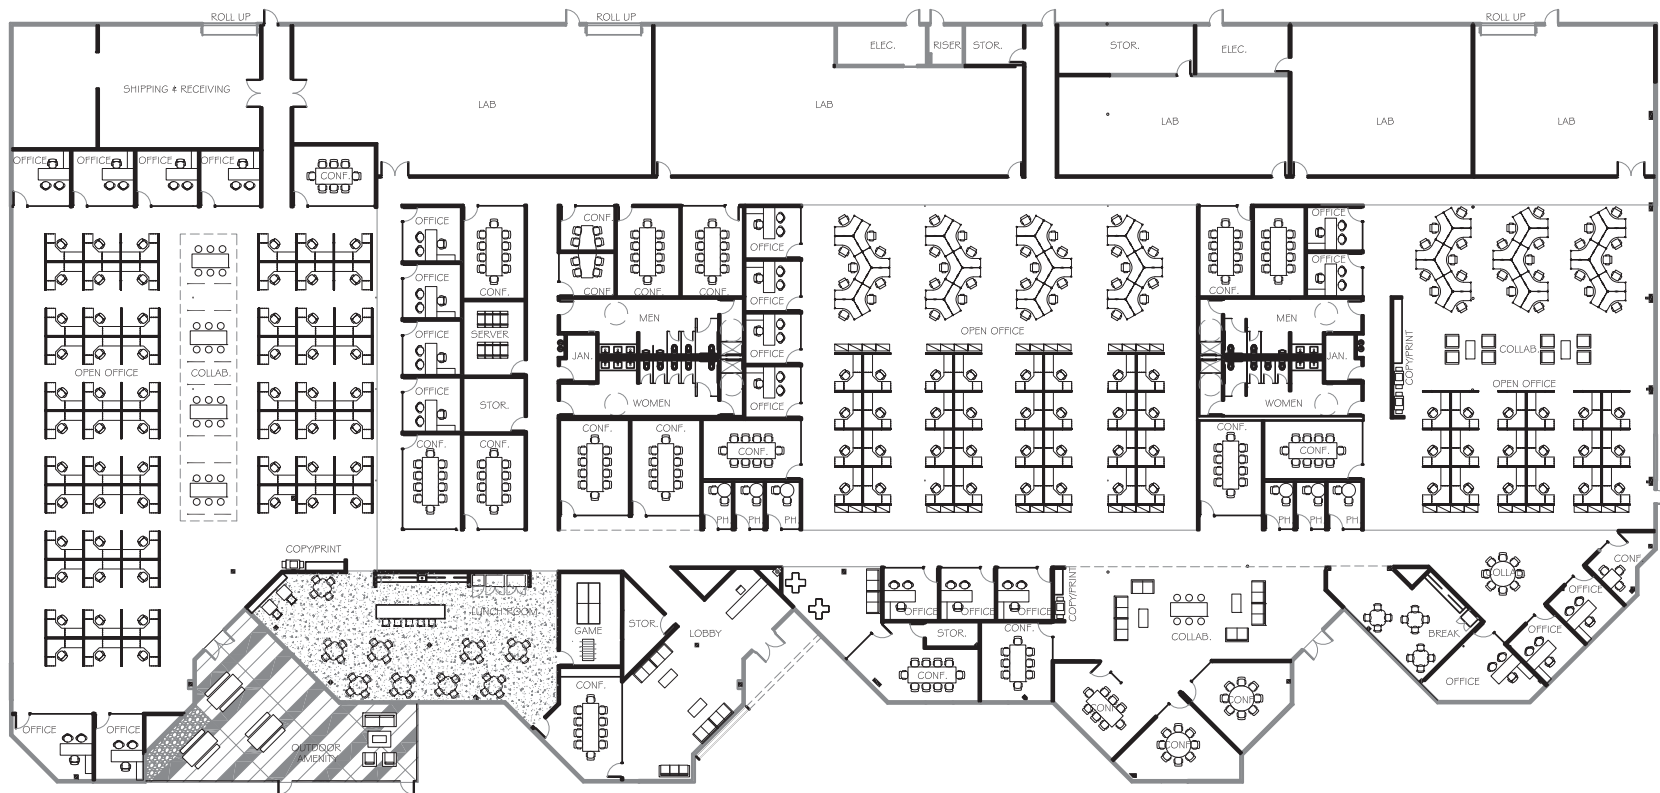 ROLL UP
ROLL UP
ROLL UP
ELEC.
RISER
STOR.
STOR.
ELEC.
SHIPPING & RECEIVING
LAB
LAB
LAB
LAB
LAB
OFFICE
OFFICE
OFFICE
OFFICE
CONF.
OFFICE
CONF.
OFFICE
CONF.
OFFICE
OFFICE
OFFICE
OFFICE
CONF.
CONF.
CONF.
CONF.
OFFICE
CONF.
OFFICE
MEN
MEN
OPEN OFFICE
OFFICE
SERVER
JAN.
OFFICE
JAN.
COPY/PRINT
COLLAB.
OPEN OFFICE
COLLAB.
OPEN OFFICE
STOR.
WOMEN
OFFICE
WOMEN
OFFICE
CONF.
CONF.
CONF.
CONF.
CONF.
CONF.
CONF.
PH
PH
PH
PH
PH
PH
COPY/PRINT
CONF.
COLLA
OFFICE
LUNCH ROOM
OFFICE
OFFICE
OFFICE
COPY/PRINT
GAME
STOR.
LOBBY
STOR.
CONF.
COLLAB.
BREAK
OFFICE
CONF.
CONF.
OFFICE
CONF.
CONF.
OFFICE
OFFICE
CONF.
OUTDOOR
AMENITY